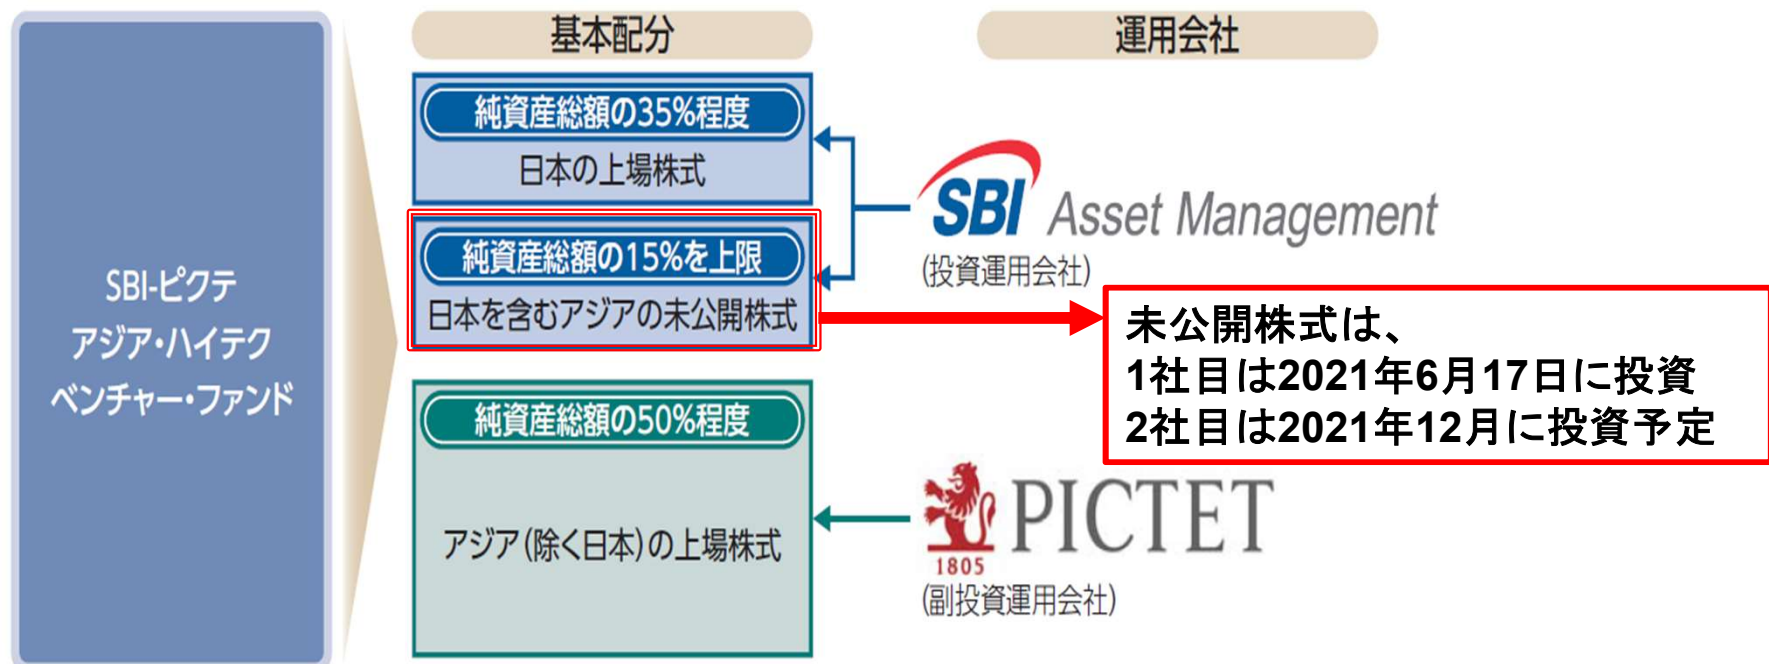 基本配分
運用会社
SBI-ピクテ
アジア・ハイテク
ベンチャー・ファンド
純資産総額の35%程度
日本の上場株式
純資産総額の15%を上限
日本を含むアジアの未公開株式
純資産総額の50%程度
アジア(除く日本)の上場株式
SBI Asset Management
(投資運用会社)
未公開株式は、
1社目は2021年6月17日に投資
2社目は2021年12月に投資予定
PICTET
1805
(副投資運用会社)